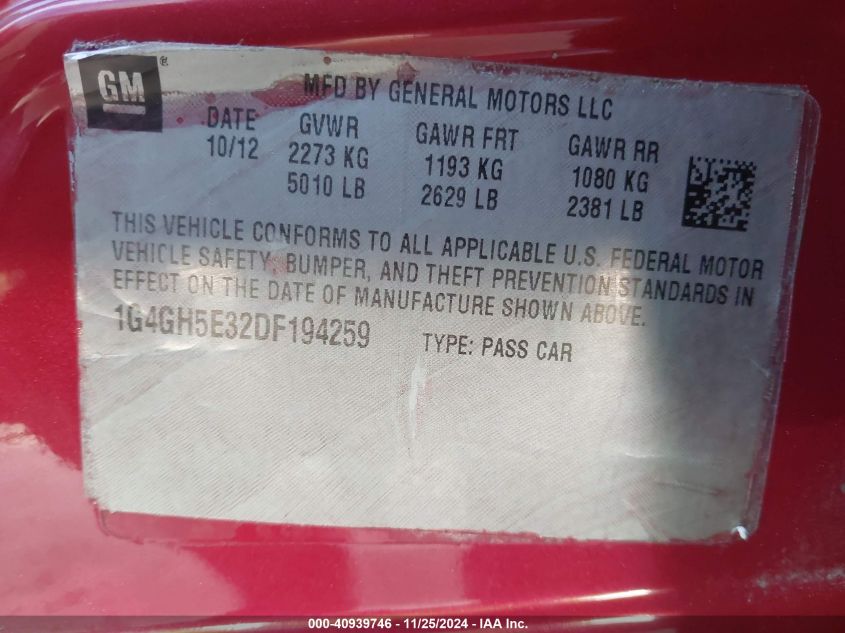 GM®
MFD BY GENERAL MOTORS LLC
DATE GVWR GAWR FRT GAWR RR
10/12 2273 KG 1193 KG 1080 KG
5010 LB 2629 LB 2381 LB
THIS VEHICLE CONFORMS TO ALL APPLICABLE U.S. FEDERAL MOTOR
VEHICLE SAFETY, BUMPER, AND THEFT PREVENTION STANDARDS IN
EFFECT ON THE DATE OF MANUFACTURE SHOWN ABOVE.
1G4GH5E32DF194259 TYPE: PASS CAR
000-40939746 - 11/25/2024 - IAA Inc.